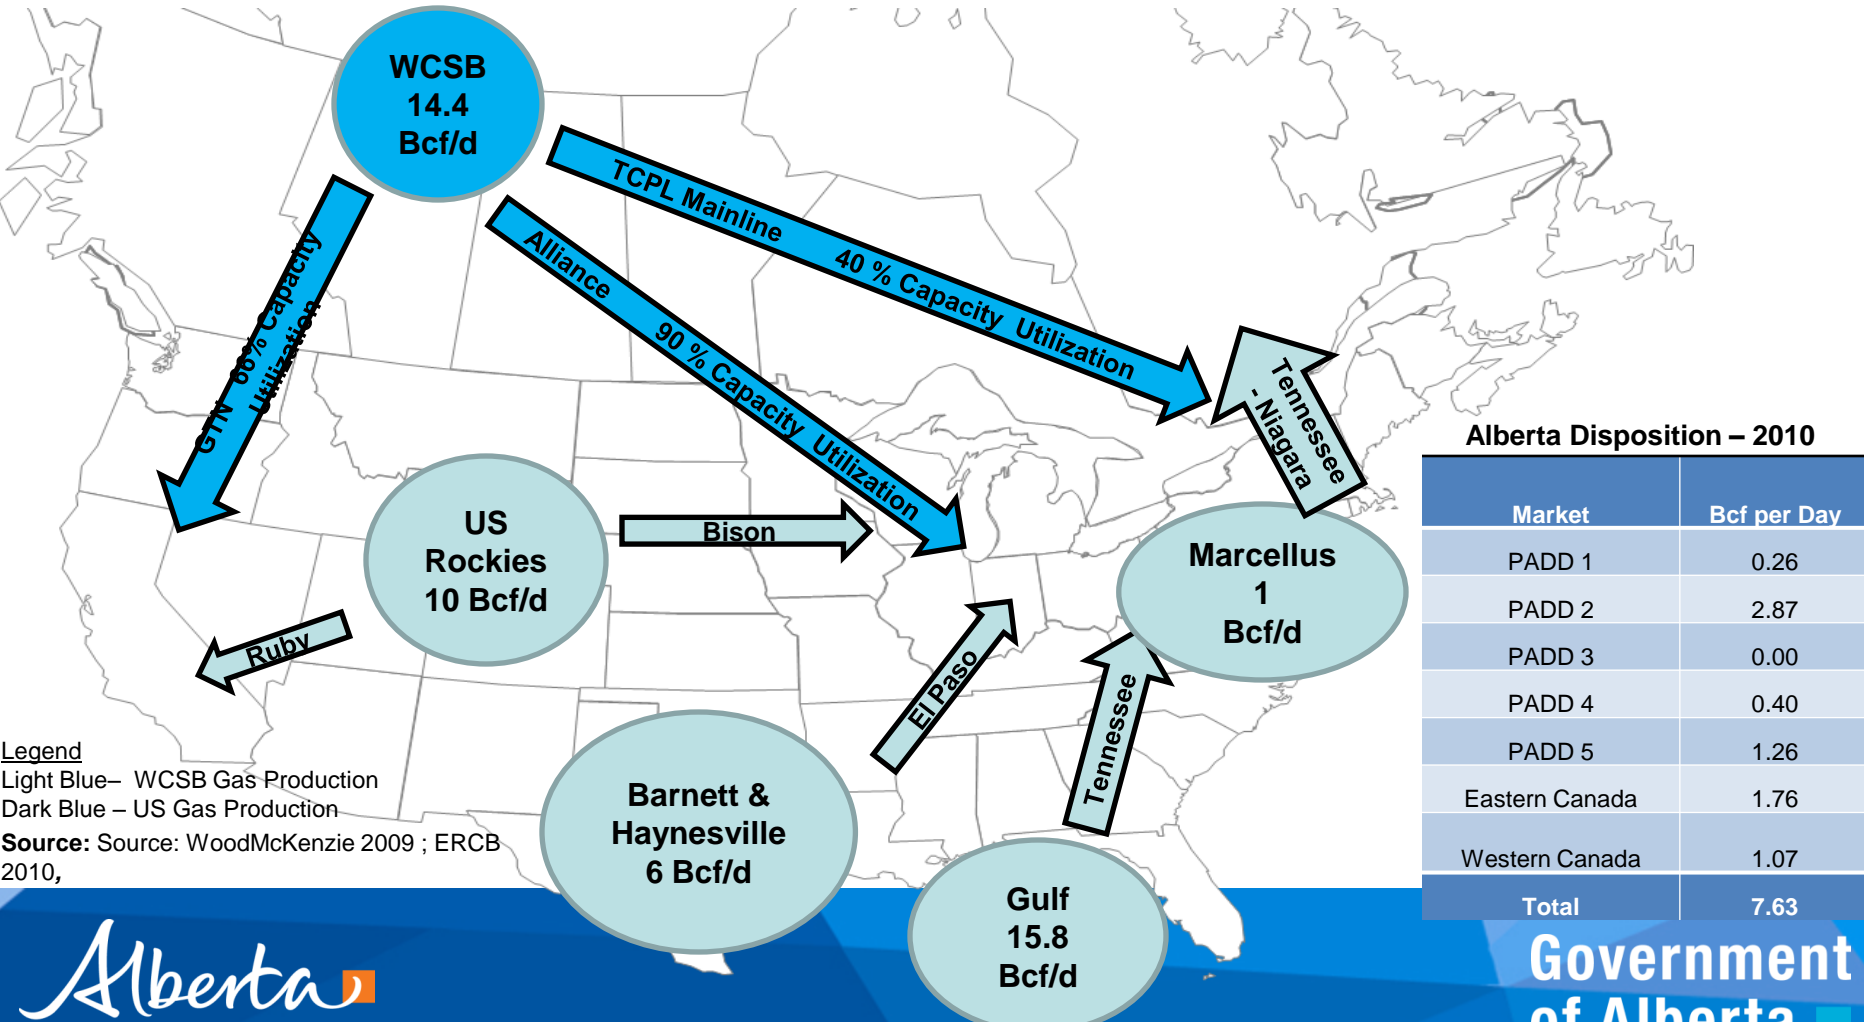 WCSB
14.4
Bcf/d
TCPL Mainline 40 % Capacity Utilization
Alliance 90 % Capacity Utilization
GTN 66% Capacity
Utilization
Tennessee
- Niagara
Alberta Disposition – 2010
Market Bcf per Day
PADD 1 0.26
PADD 2 2.87
PADD 3 0.00
PADD 4 0.40
PADD 5 1.26
Eastern Canada 1.76
Western Canada 1.07
Total 7.63
US
Rockies
10 Bcf/d
Bison
Marcellus
1
Bcf/d
Ruby
El Paso
Tennessee
Barnett &
Haynesville
6 Bcf/d
Gulf
15.8
Bcf/d
Legend
Light Blue– WCSB Gas Production
Dark Blue – US Gas Production
Source: Source: WoodMcKenzie 2009 ; ERCB
2010,
Alberta
Government
of Alberta